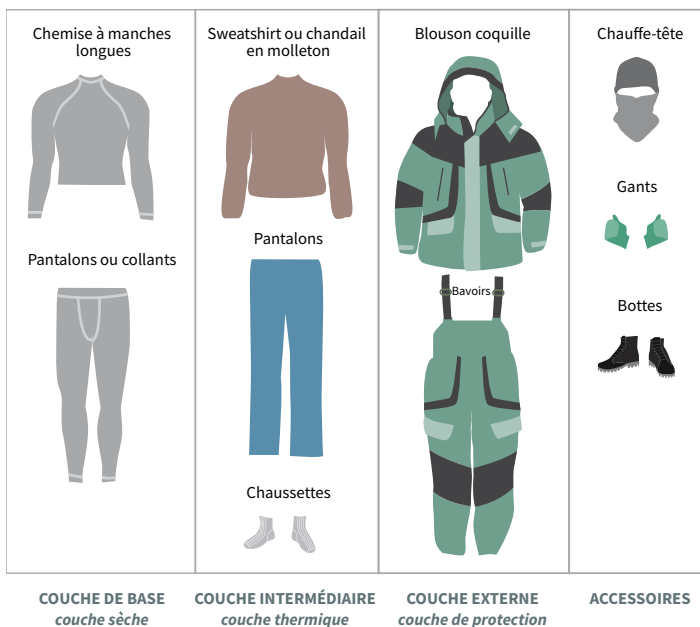 Chemise à manches
longues
Pantalons ou collants
COUCHE DE BASE
couche sèche
Sweatshirt ou chandail
en molleton
Pantalons
Chaussettes
COUCHE INTERMÉDIAIRE
couche thermique
Blouson coquille
Bavoirs
COUCHE EXTERNE
couche de protection
Chauffe-tête
Gants
Bottes
ACCESSOIRES